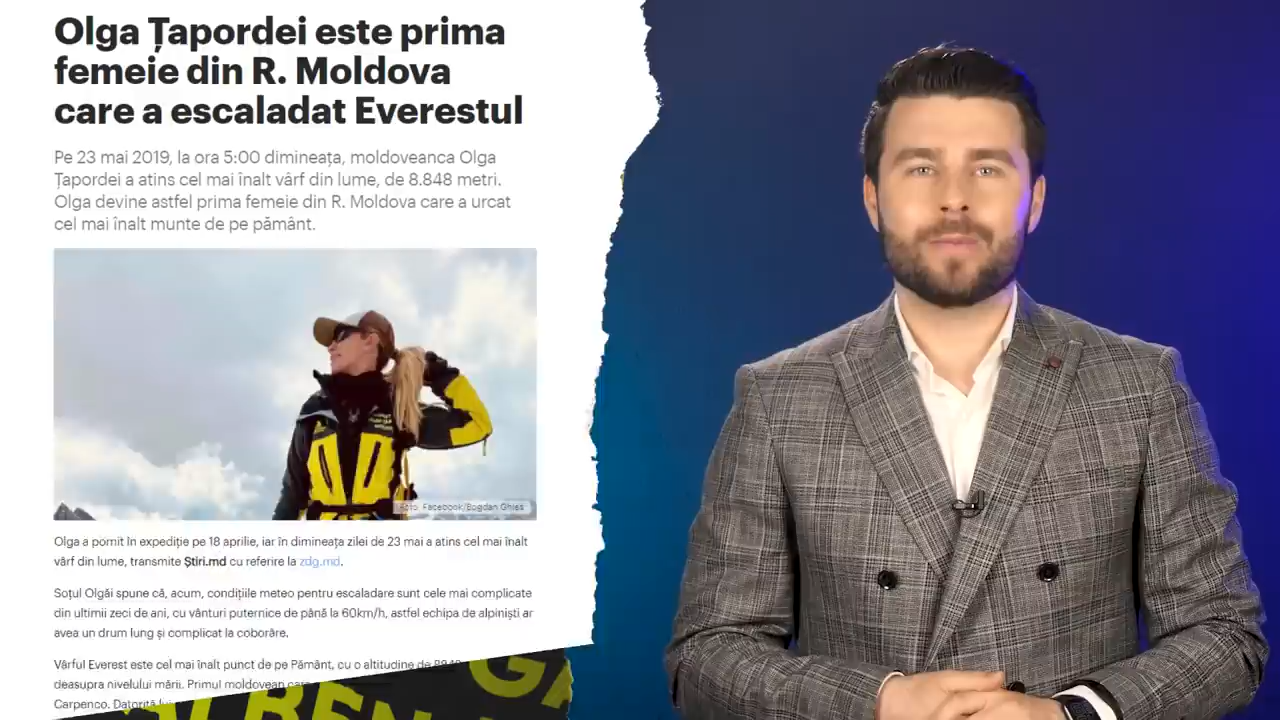 Olga Țapordei este prima
femeie din R. Moldova
care a escaladat Everestul
Pe 23 mai 2019, la ora 5:00 dimineața, moldoveanca Olga
Țapordei a atins cel mai înalt vârf din lume, de 8.848 metri.
Olga devine astfel prima femeie din R. Moldova care a urcat
cel mai înalt munte de pe pământ.
Foto: Facebook/Bogdan Ghies
Olga a pornit în expediție pe 18 aprilie, iar în dimineața zilei de 23 mai a atins cel mai înalt
vârf din lume, transmite Știri.md cu referire la zdg.md.
Soțul Olgăi spune că, acum, condițiile meteo pentru escaladare sunt cele mai complicate
din ultimii zeci de ani, cu vânturi puternice de până la 60km/h, astfel echipa de alpiniști ar
avea un drum lung și complicat la coborâre.
Vârful Everest este cel mai înalt punct de pe Pământ, cu o altitudine de
deasupra nivelului mării. Primul moldovean care
Carpenco. Datorită